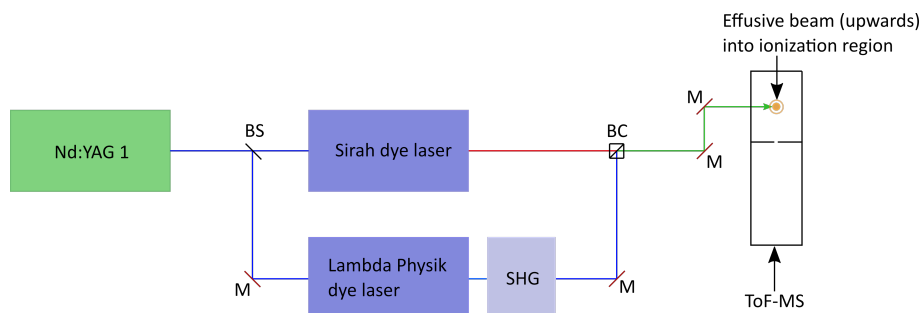 Effusive beam (upwards)
into ionization region
M
BS
BC
Nd:YAG 1
Sirah dye laser
M
Lambda Physik
dye laser
SHG
M
M
ToF-MS